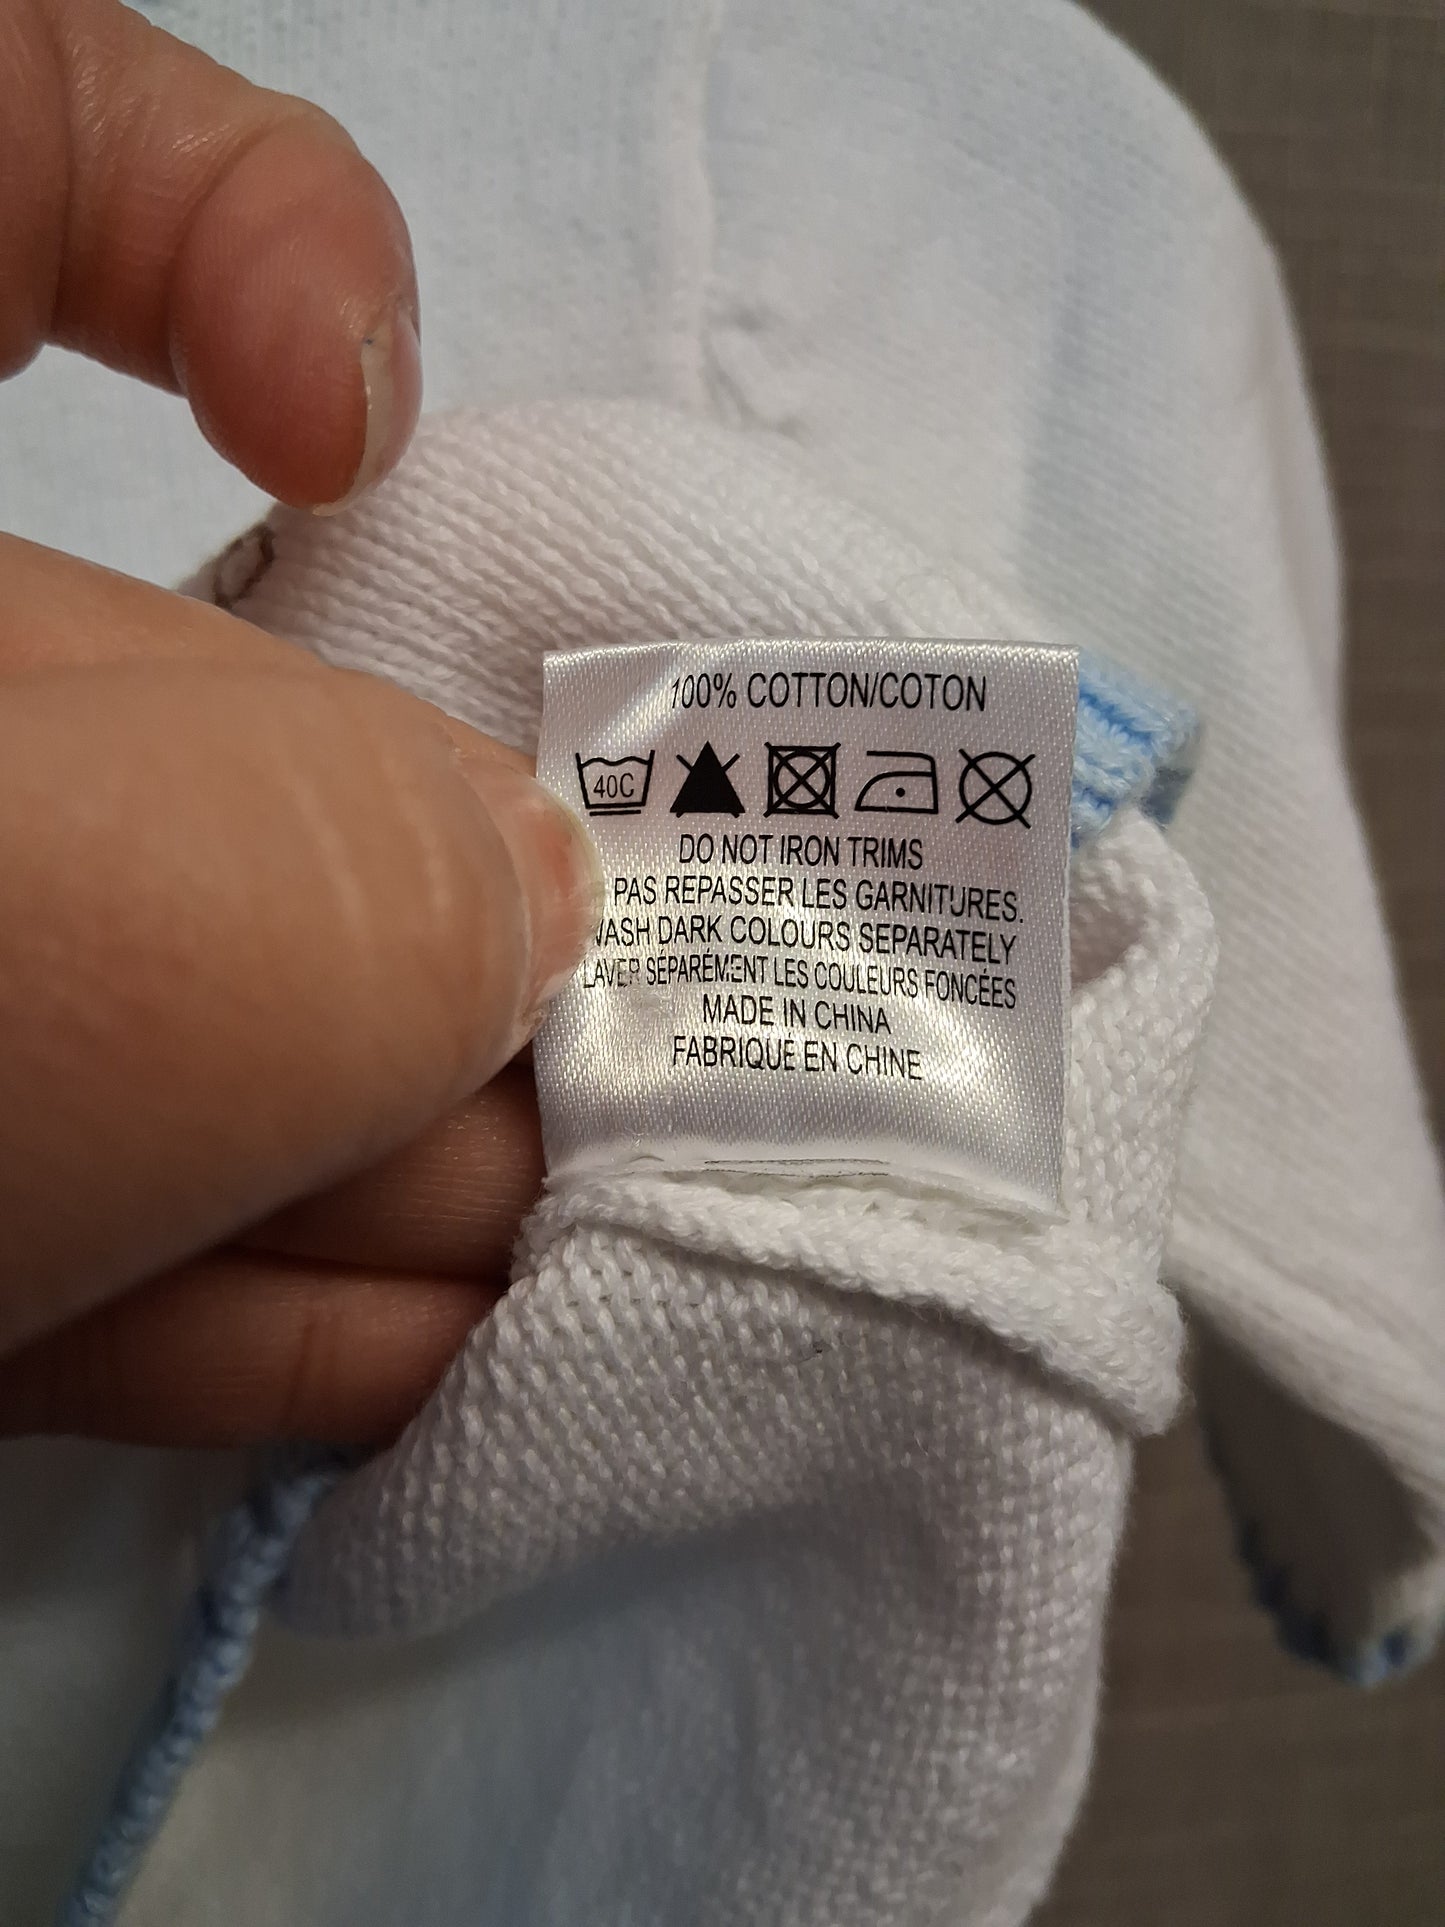 100% COTTON/COTON
40C
DO NOT IRON TRIMS
PAS REPASSER LES GARNITURES.
DARK COLOURS SEPARATELY
LAVER SÉPARÉMENT LES COULEURS FONCÉES
MADE IN CHINA
FABRIQUÉ EN CHINE